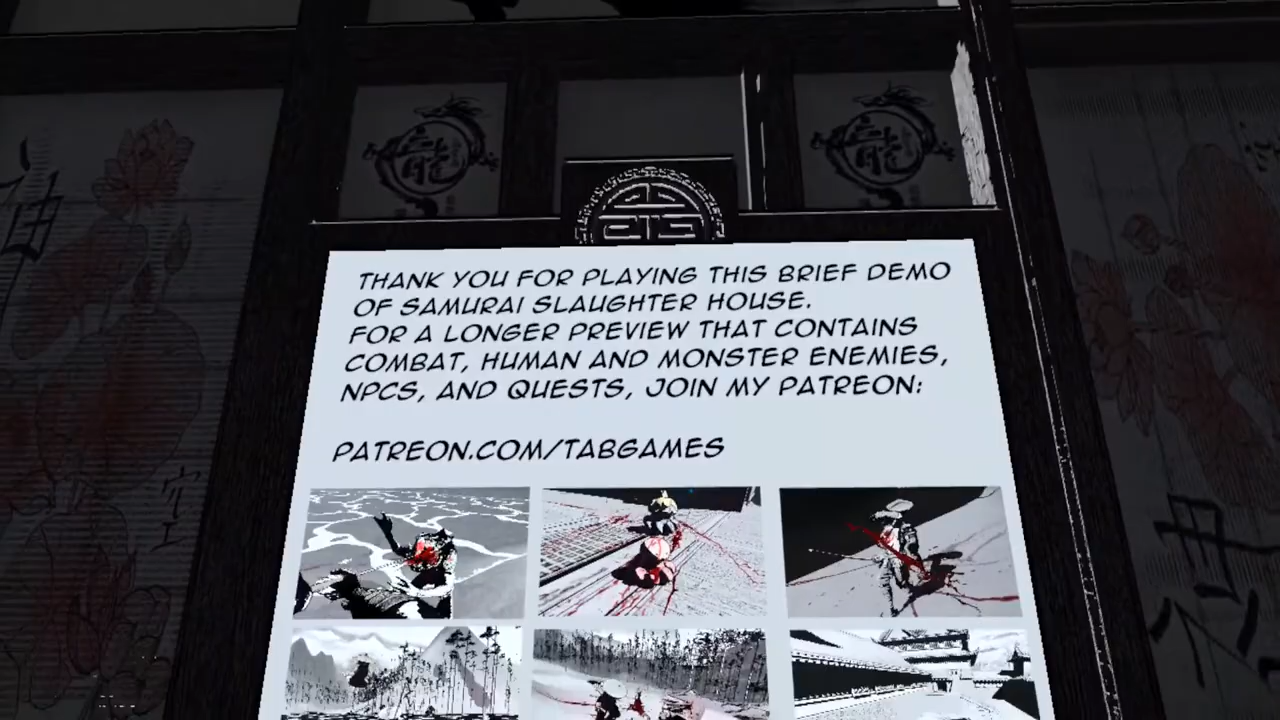 THANK YOU FOR PLAYING THIS BRIEF DEMO
OF SAMURAI SLAUGHTER HOUSE.
FOR A LONGER PREVIEW THAT CONTAINS
COMBAT, HUMAN AND MONSTER ENEMIES,
NPCS, AND QUESTS, JOIN MY PATREON:
PATREON.COM/TABGAMES